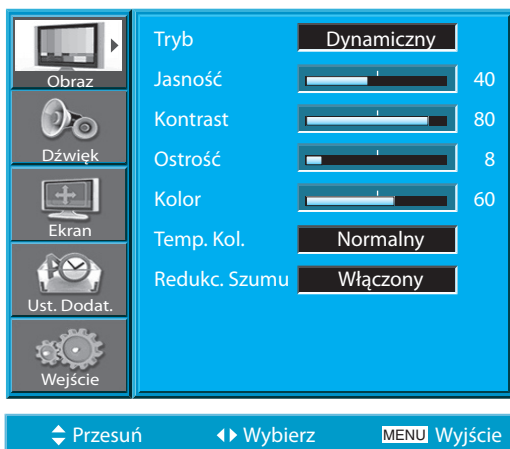 Obraz
Dźwięk
Ekran
Ust. Dodat.
Wejście
Tryb Dynamiczny
Jasność 40
Kontrast 80
Ostrość 8
Kolor 60
Temp. Kol. Normalny
Redukc. Szumu Włączony
Przesuń Wybierz MENU Wyjście